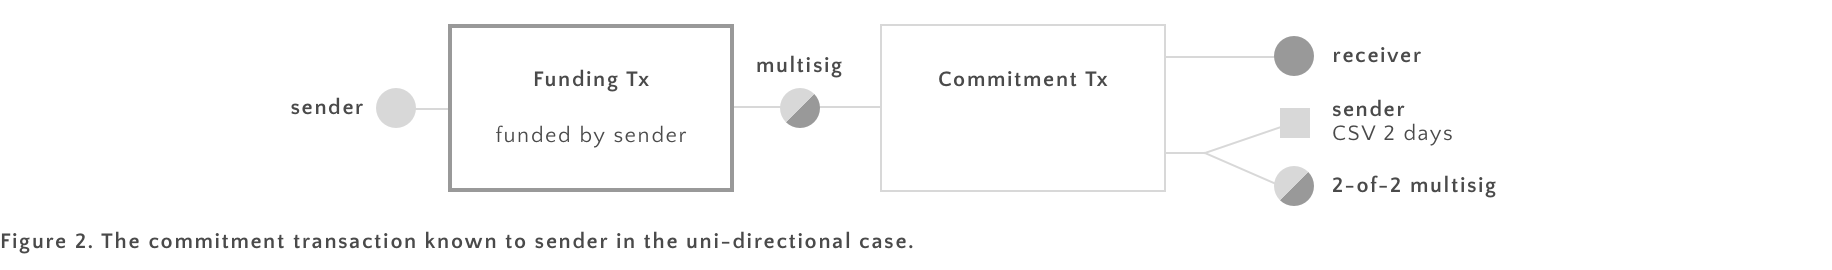 sender
Funding Tx
funded by sender
multisig
Commitment Tx
receiver
sender
CSV 2 days
2-of-2 multisig
Figure 2. The commitment transaction known to sender in the uni-directional case.